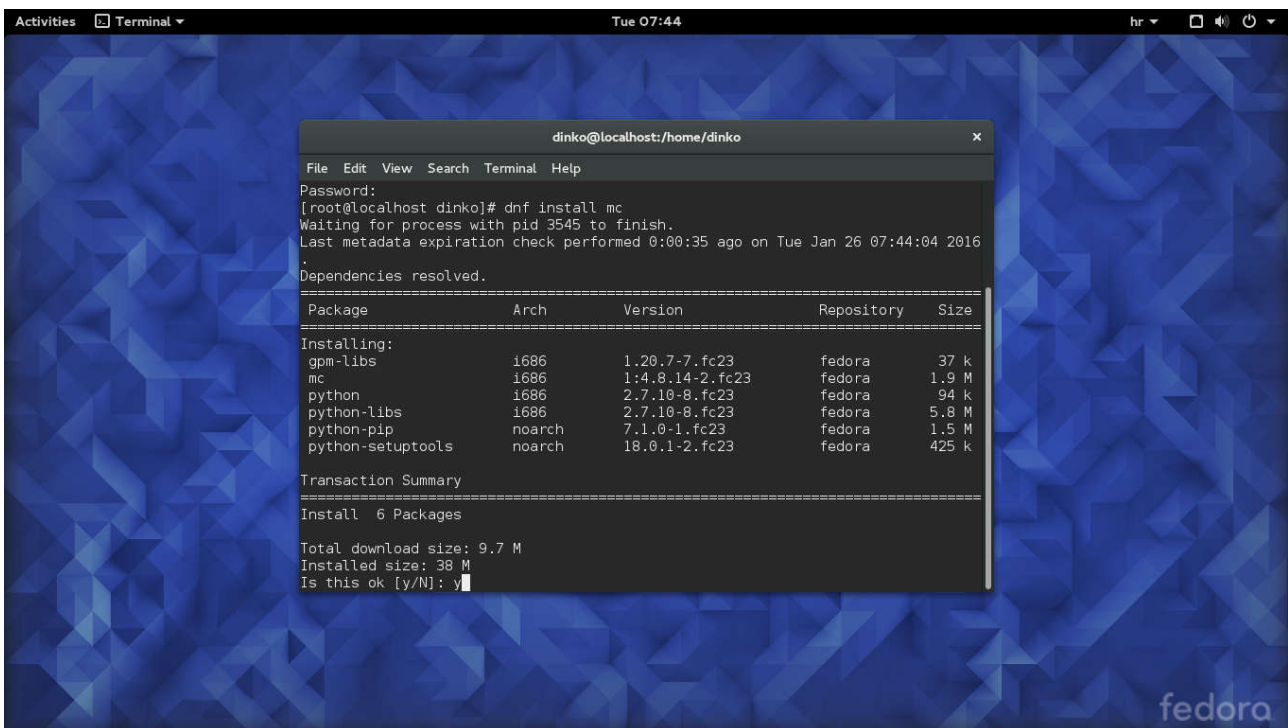 Activities Terminal Tue 07:44 hr
dinko@localhost:/home/dinko ×
File Edit View Search Terminal Help
Password:
[root@localhost dinko]# dnf install mc
Waiting for process with pid 3545 to finish.
Last metadata expiration check performed 0:00:35 ago on Tue Jan 26 07:44:04 2016
.
Dependencies resolved.
================================================================================
Package Arch Version Repository Size
================================================================================
Installing:
gpm-libs i686 1.20.7-7.fc23 fedora 37 k
mc i686 1:4.8.14-2.fc23 fedora 1.9 M
python i686 2.7.10-8.fc23 fedora 94 k
python-libs i686 2.7.10-8.fc23 fedora 5.8 M
python-pip noarch 7.1.0-1.fc23 fedora 1.5 M
python-setuptools noarch 18.0.1-2.fc23 fedora 425 k
Transaction Summary
================================================================================
Install 6 Packages
Total download size: 9.7 M
Installed size: 38 M
Is this ok [y/N]: y
fedora